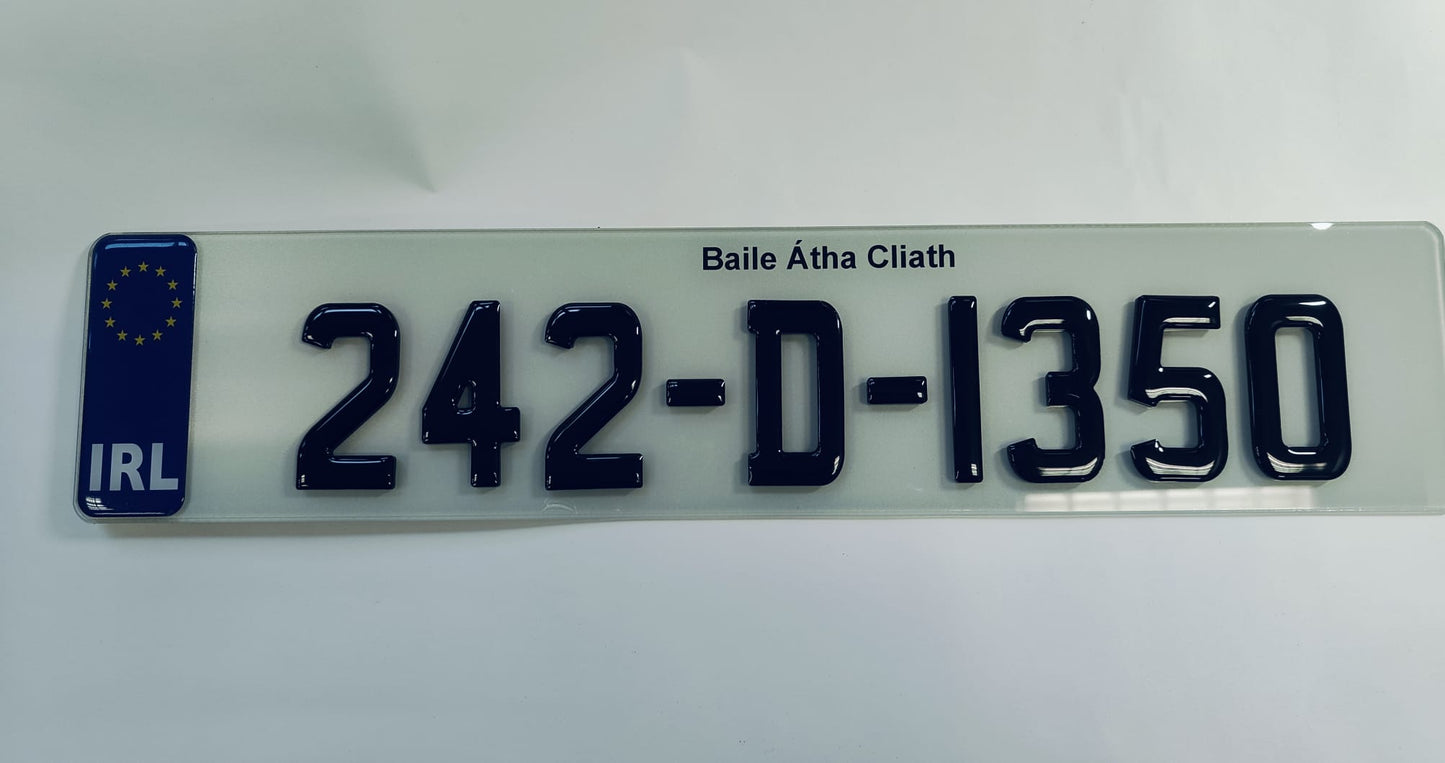 Baile Átha Cliath
242-D-1350
IRL